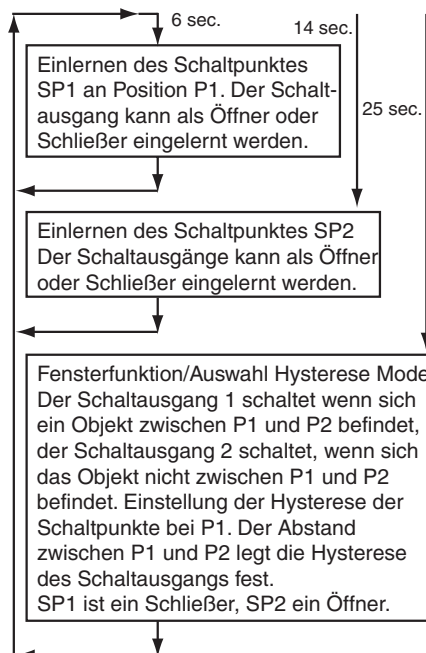 6 sec.
14 sec.
25 sec.
Einlernen des Schaltpunktes
SP1 an Position P1. Der Schalt-
ausgang kann als Öffner oder
Schließer eingelernt werden.
Einlernen des Schaltpunktes SP2
Der Schaltausgänge kann als Öffner
oder Schließer eingelernt werden.
Fensterfunktion/Auswahl Hysterese Mode
Der Schaltausgang 1 schaltet wenn sich
ein Objekt zwischen P1 und P2 befindet,
der Schaltausgang 2 schaltet, wenn sich
das Objekt nicht zwischen P1 und P2
befindet. Einstellung der Hysterese der
Schaltpunkte bei P1. Der Abstand
zwischen P1 und P2 legt die Hysterese
des Schaltausgangs fest.
SP1 ist ein Schließer, SP2 ein Öffner.